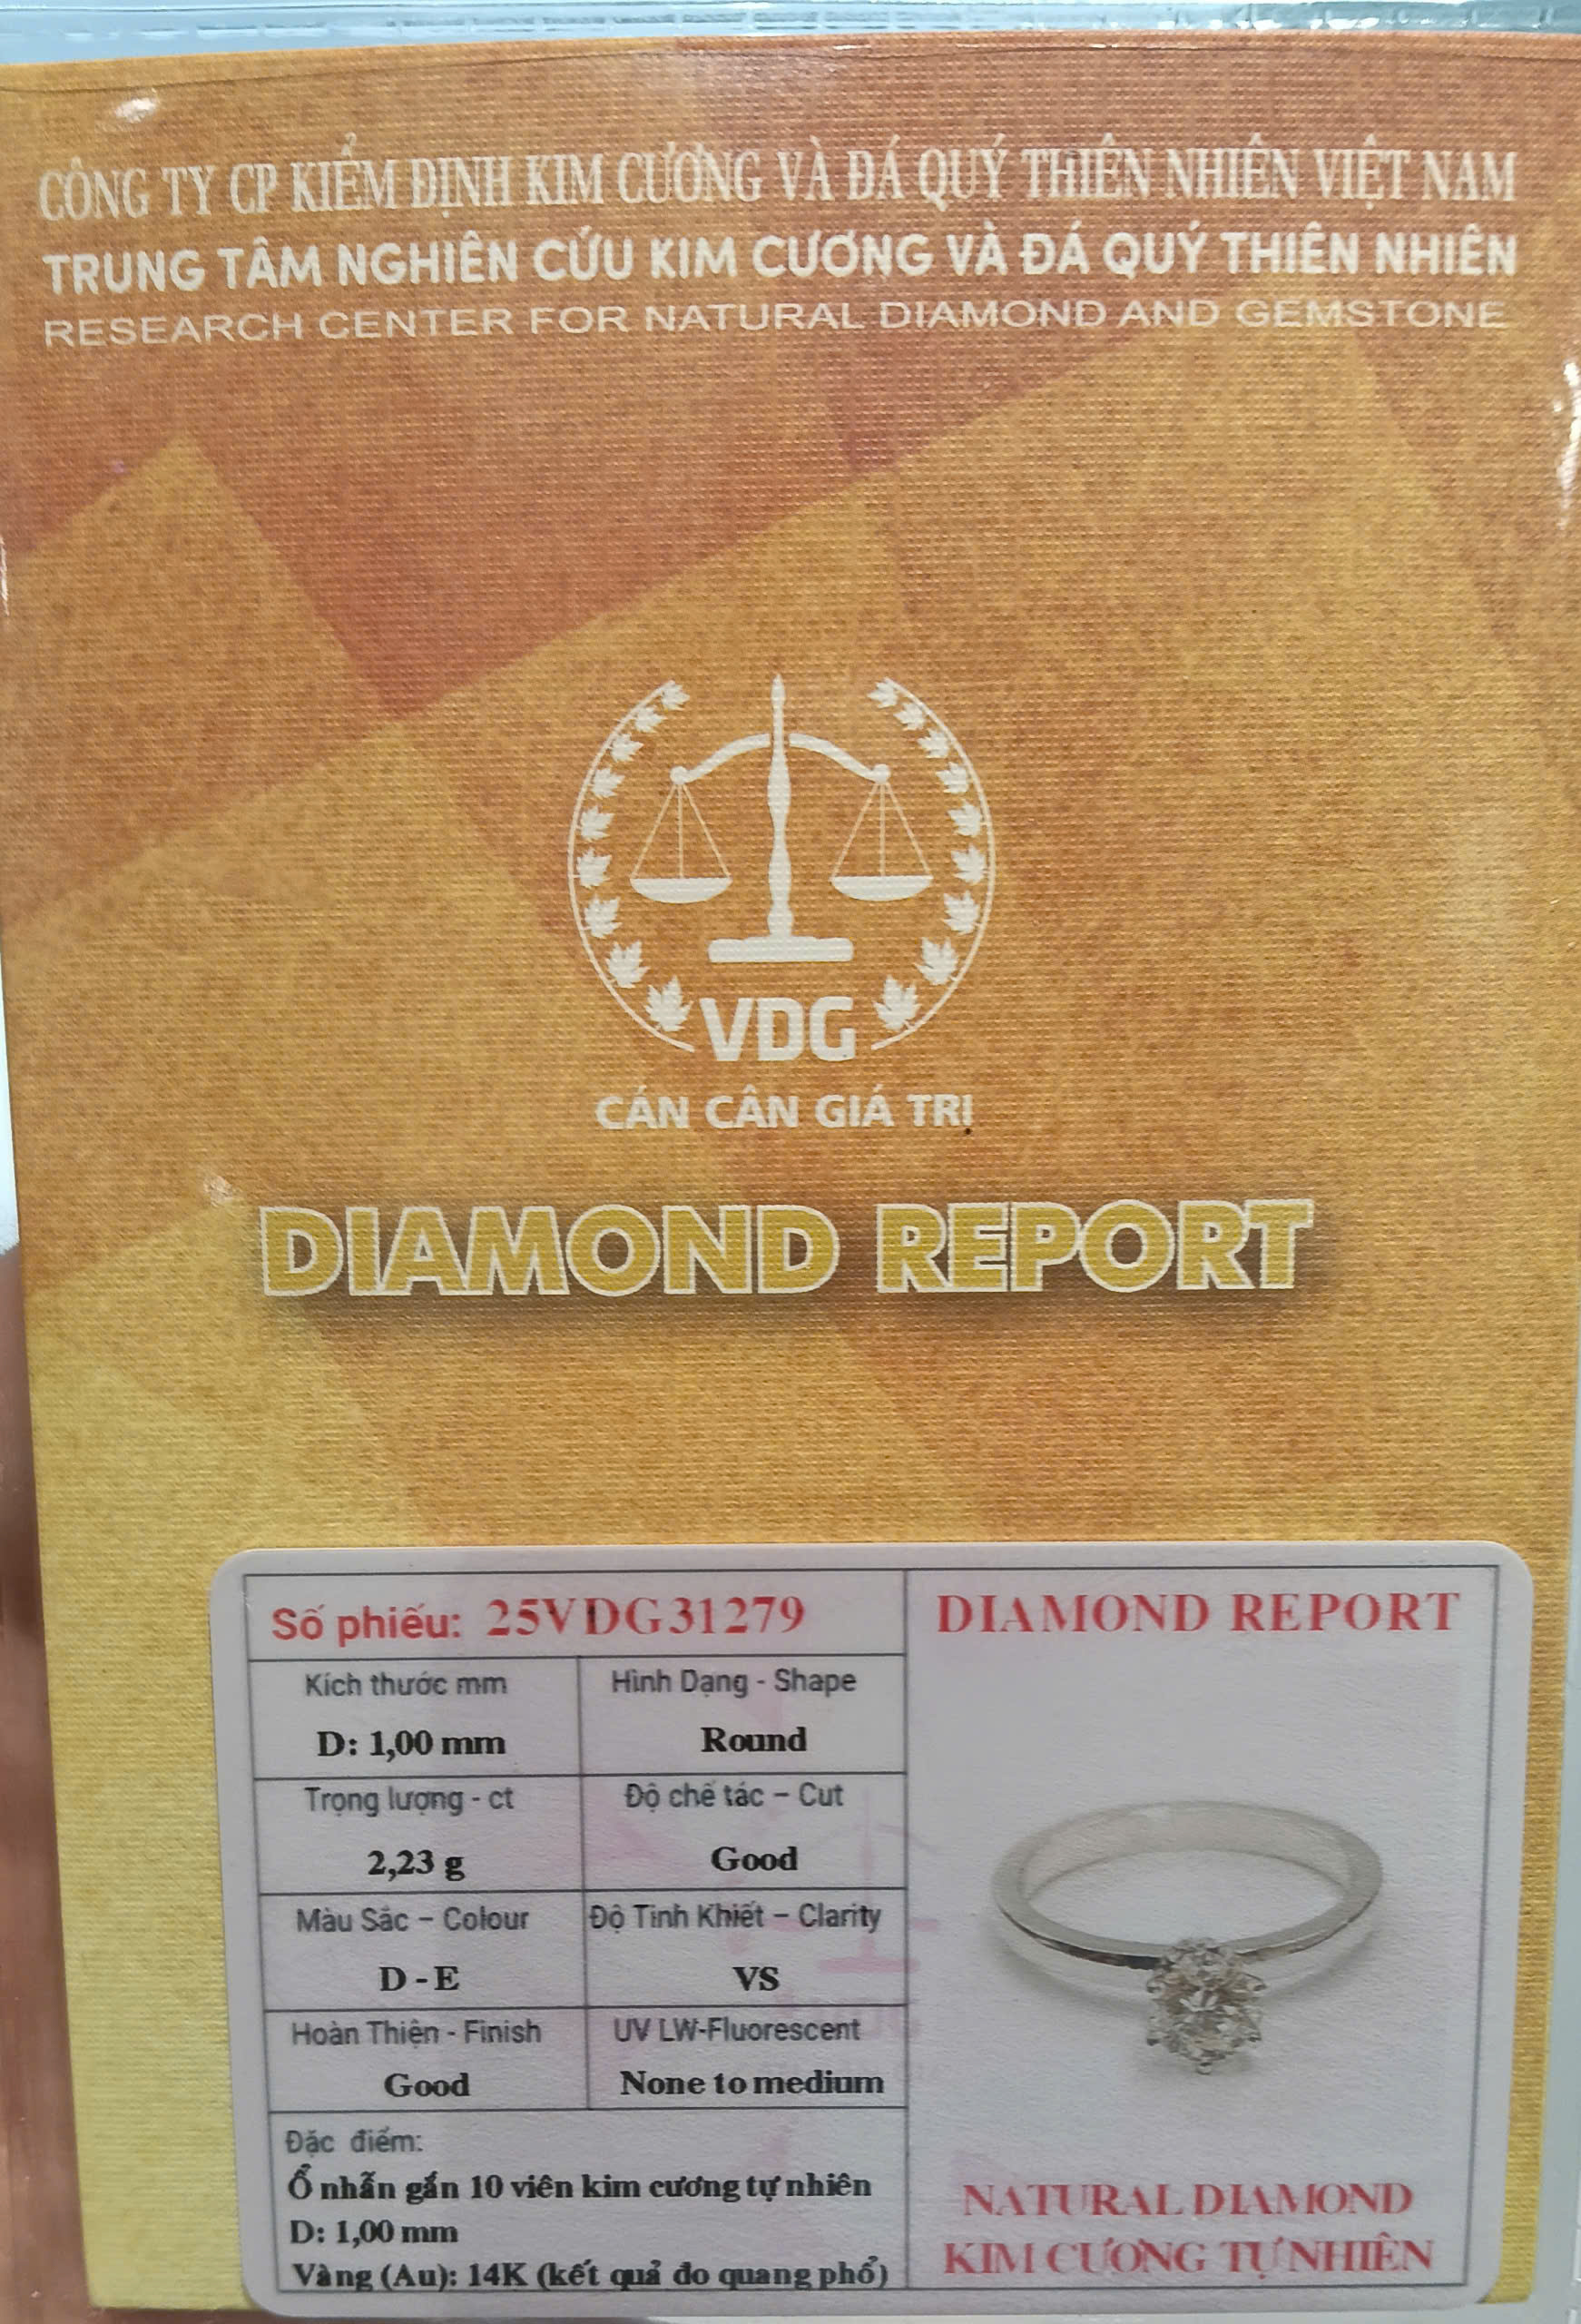 CÔNG TY CP KIỂM ĐỊNH KIM CƯƠNG VÀ ĐÁ QUÝ THIÊN NHIÊN VIỆT NAM
TRUNG TÂM NGHIÊN CỨU KIM CƯƠNG VÀ ĐÁ QUÝ THIÊN NHIÊN
RESEARCH CENTER FOR NATURAL DIAMOND AND GEMSTONE
VDG
CÁN CÂN GIÁ TRỊ
DIAMOND REPORT
Số phiếu: 25VDG31279
DIAMOND REPORT
Kích thước mm
Hình Dạng - Shape
D: 1,00 mm
Round
Trọng lượng - ct
Độ chế tác – Cut
2,23 g
Good
Màu Sắc – Colour
Độ Tinh Khiết – Clarity
D - E
VS
Hoàn Thiện - Finish
UV LW-Fluorescent
Good
None to medium
Đặc điểm:
Ổ nhẫn gắn 10 viên kim cương tự nhiên
D: 1,00 mm
Vàng (Au): 14K (kết quả đo quang phổ)
NATURAL DIAMOND
KIM CƯƠNG TỰ NHIÊN